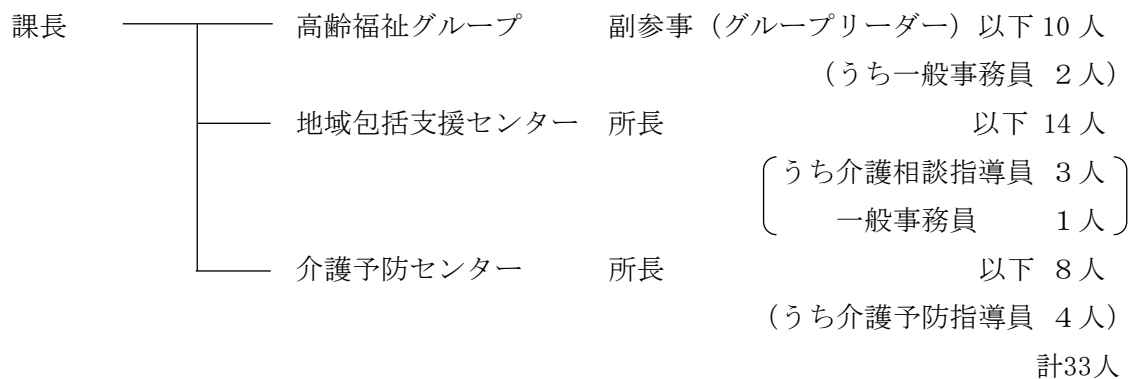 課長 高齢福祉グループ 副参事（グループリーダー）以下 10 人
（うち一般事務員 ２人）
地域包括支援センター 所長 以下 14 人
うち介護相談指導員 ３人
一般事務員 １人
介護予防センター 所長 以下 ８人
（うち介護予防指導員 ４人）
計33人